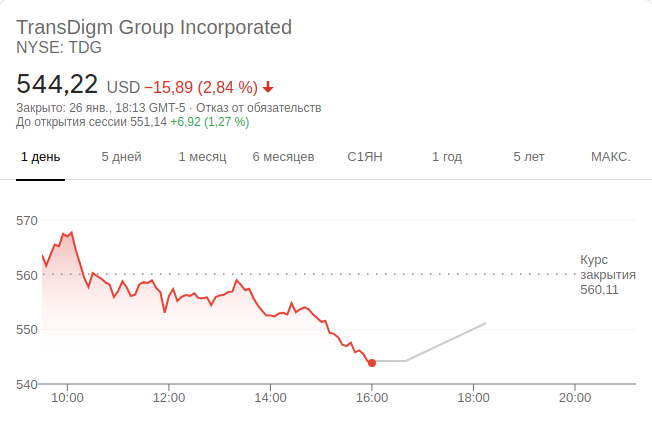 TransDigm Group Incorporated
NYSE: TDG
544,22 USD −15,89 (2,84 %)
Закрыто: 26 янв., 18:13 GMT-5 · Отказ от обязательств
До открытия сессии 551,14 +6,92 (1,27 %)
1 день 5 дней 1 месяц 6 месяцев С1ЯН 1 год 5 лет МАКС.
570
560
550
540
Курс
закрытия
560,11
10:00 12:00 14:00 16:00 18:00 20:00